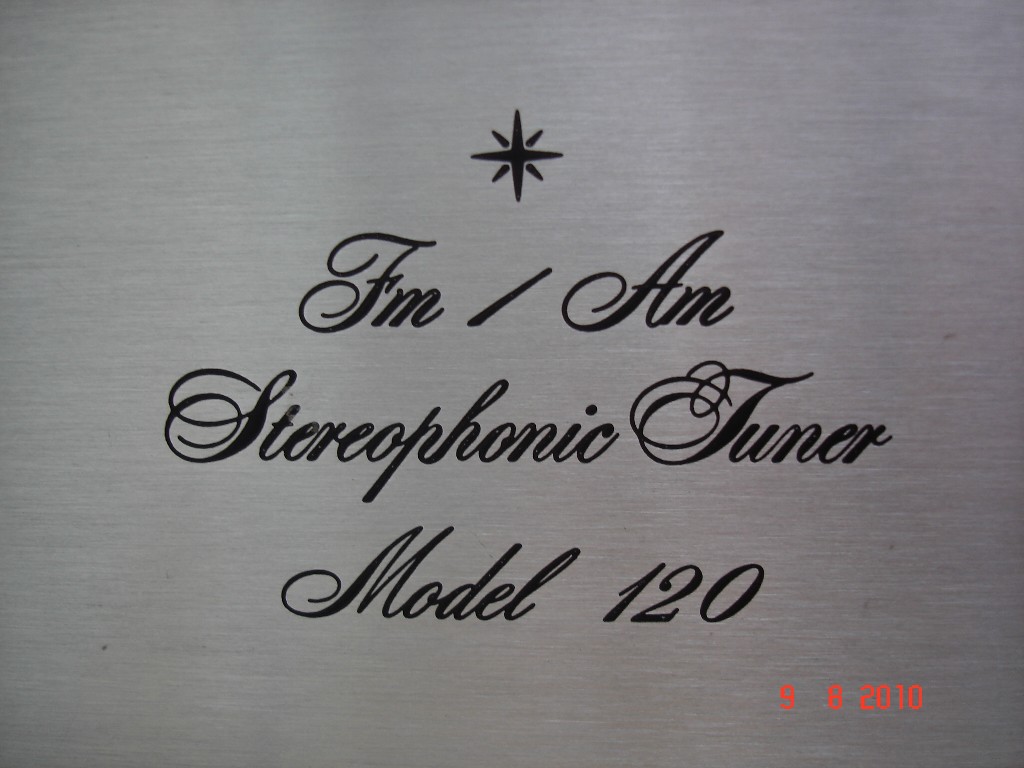 Fm / Am
Stereophonic Tuner
Model 120
9 8 2010